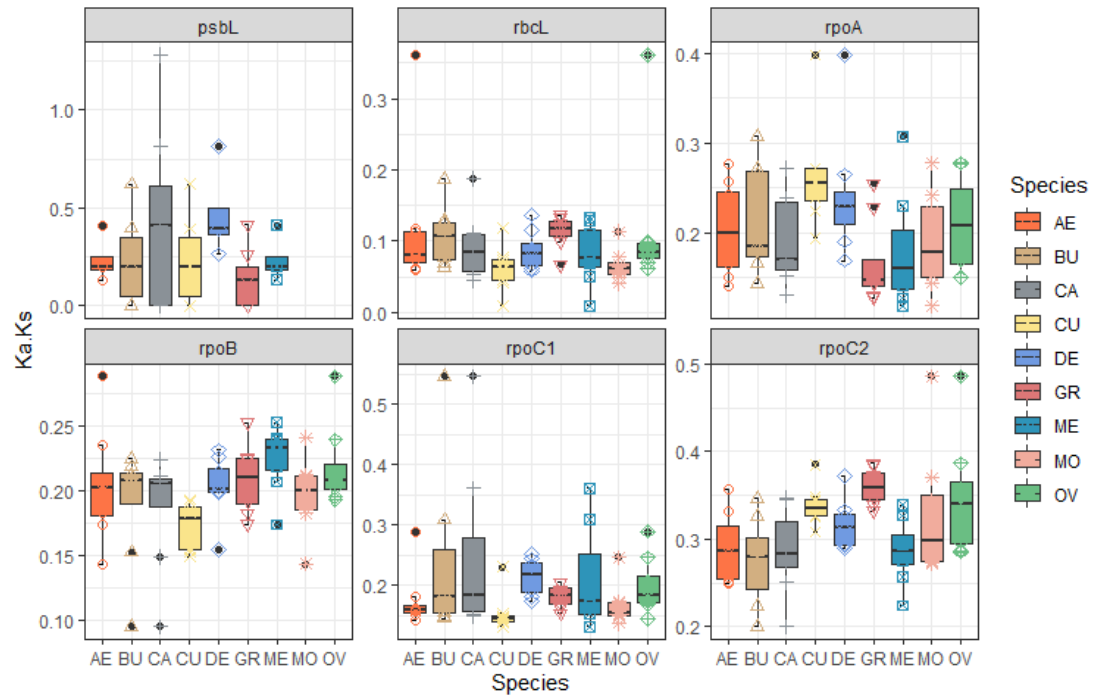 psbL
rbcL
rpoA
1.0
0.5
0.0
0.3
0.2
0.1
0.0
0.4
0.3
0.2
rpoB
rpoC1
rpoC2
0.25
0.20
0.15
0.10
0.5
0.4
0.3
0.2
0.5
0.4
0.3
0.2
AE BU CA CU DE GR ME MO OV
AE BU CA CU DE GR ME MO OV
AE BU CA CU DE GR ME MO OV
Species
Ka.Ks
Species
AE
BU
CA
CU
DE
GR
ME
MO
OV